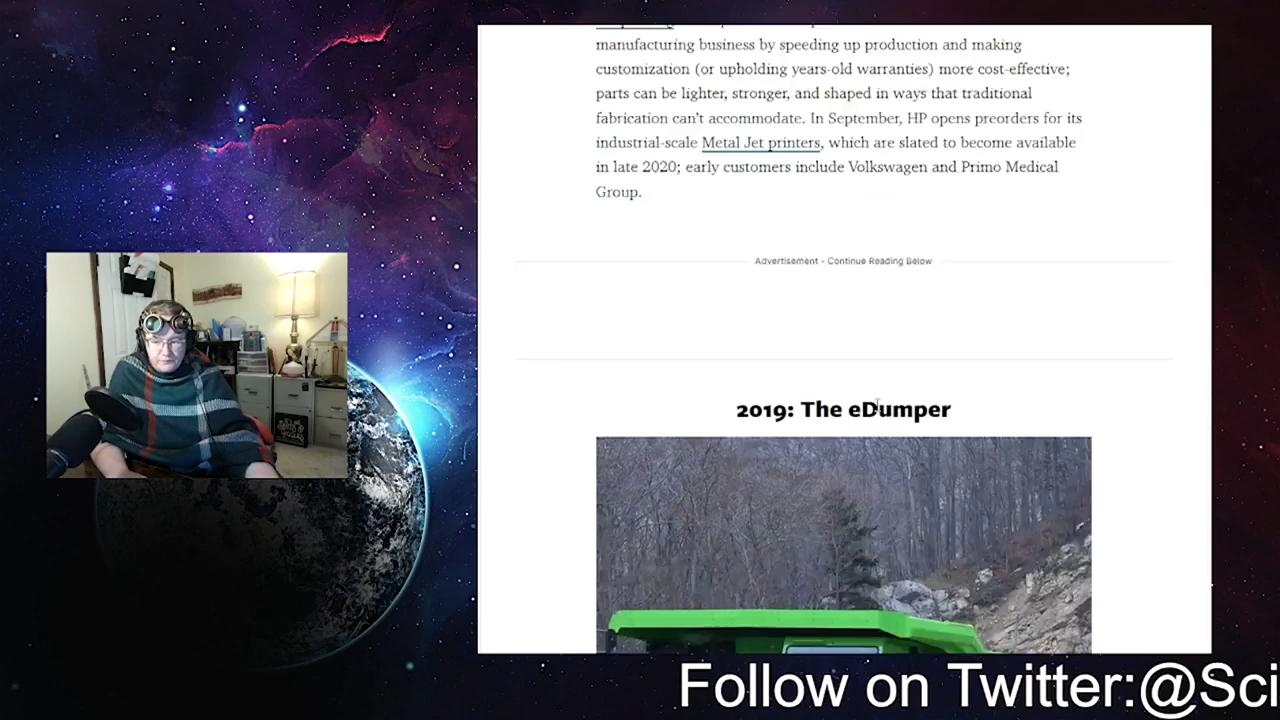 manufacturing business by speeding up production and making
customization (or upholding years-old warranties) more cost-effective;
parts can be lighter, stronger, and shaped in ways that traditional
fabrication can't accommodate. In September, HP opens preorders for its
industrial-scale Metal Jet printers, which are slated to become available
in late 2020; early customers include Volkswagen and Primo Medical
Group.
Advertisement - Continue Reading Below
2019: The eDumper
Follow on Twitter:@Sci